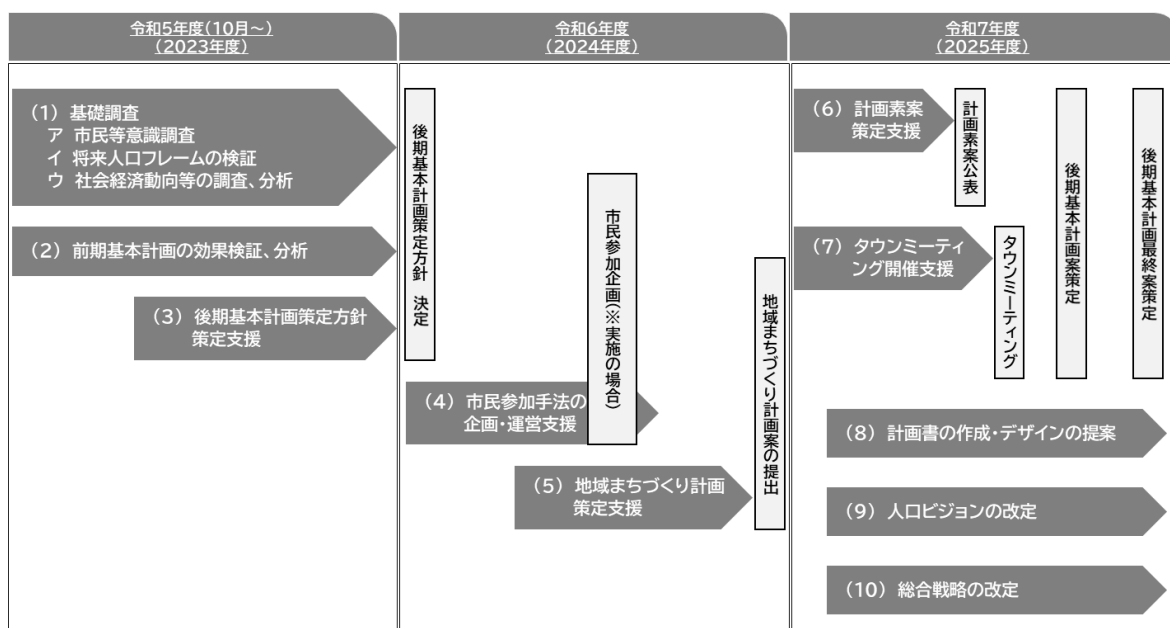 令和5年度(10月～)
(2023年度)
令和6年度
(2024年度)
令和7年度
(2025年度)
(1) 基礎調査
ア 市民等意識調査
イ 将来人口フレームの検証
ウ 社会経済動向等の調査、分析
(2) 前期基本計画の効果検証、分析
(3) 後期基本計画策定方針
策定支援
後期基本計画策定方針 決定
(4) 市民参加手法の
企画・運営支援
市民参加企画(※実施の場合)
(5) 地域まちづくり計画
策定支援
地域まちづくり計画案の提出
(6) 計画素案
策定支援
計画素案公表
(7) タウンミーティ
ング開催支援
タウンミーティング
後期基本計画案策定
後期基本計画最終案策定
(8) 計画書の作成・デザインの提案
(9) 人口ビジョンの改定
(10) 総合戦略の改定